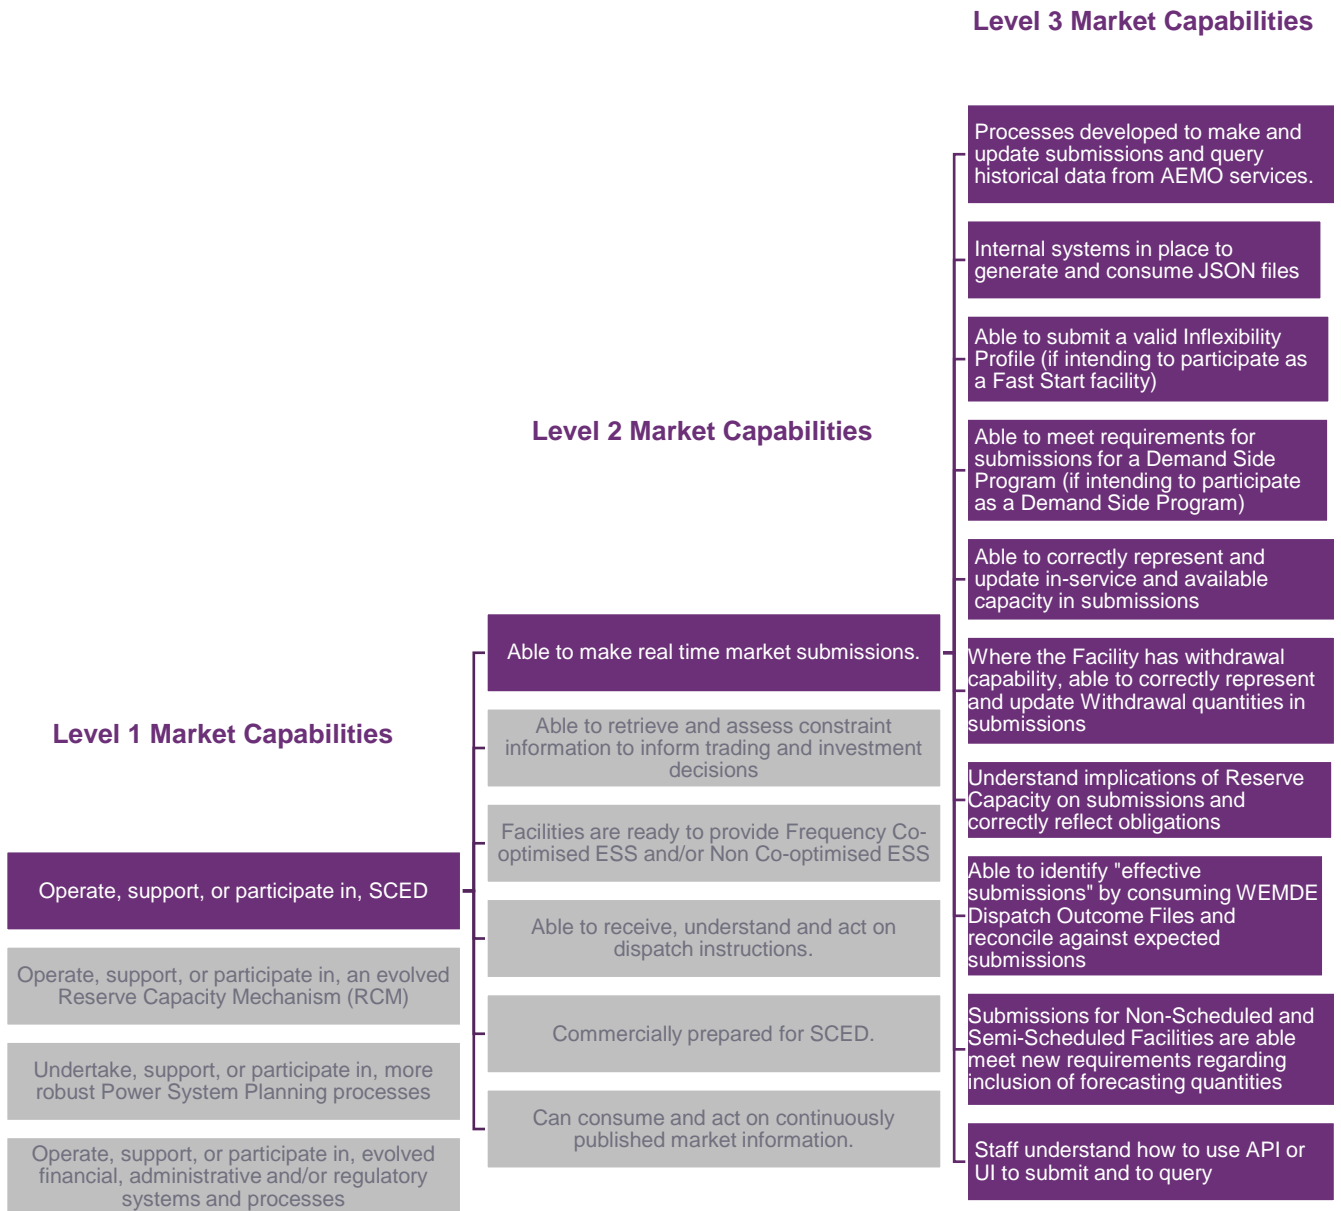 Level 3 Market Capabilities
Processes developed to make and
update submissions and query
historical data from AEMO services.
Internal systems in place to
generate and consume JSON files
Able to submit a valid Inflexibility
Profile (if intending to participate as
a Fast Start facility)
Level 2 Market Capabilities
Able to meet requirements for
submissions for a Demand Side
Program (if intending to participate
as a Demand Side Program)
Able to correctly represent and
update in-service and available
capacity in submissions
Able to make real time market submissions.
Where the Facility has withdrawal
capability, able to correctly represent
and update Withdrawal quantities in
submissions
Level 1 Market Capabilities
Able to retrieve and assess constraint
information to inform trading and investment
decisions
Understand implications of Reserve
Capacity on submissions and
correctly reflect obligations
Facilities are ready to provide Frequency Co-
optimised ESS and/or Non Co-optimised ESS
Operate, support, or participate in, SCED
Able to identify "effective
submissions" by consuming WEMDE
Dispatch Outcome Files and
reconcile against expected
submissions
Able to receive, understand and act on
dispatch instructions.
Operate, support, or participate in, an evolved
Reserve Capacity Mechanism (RCM)
Commercially prepared for SCED.
Submissions for Non-Scheduled and
Semi-Scheduled Facilities are able
meet new requirements regarding
inclusion of forecasting quantities
Undertake, support, or participate in, more
robust Power System Planning processes
Can consume and act on continuously
published market information.
Staff understand how to use API or
UI to submit and to query
Operate, support, or participate in, evolved
financial, administrative and/or regulatory
systems and processes